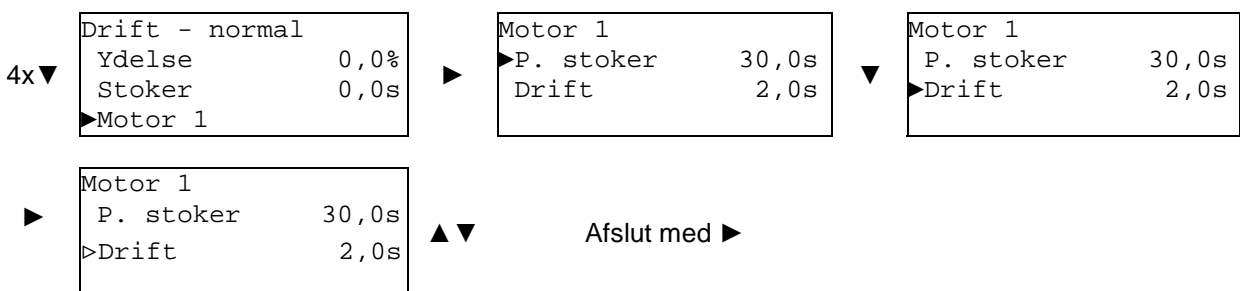 4x▼
Drift - normal
Ydelse 0,0%
Stoker 0,0s
►Motor 1
►
Motor 1
►P. stoker 30,0s
Drift 2,0s
▼
Motor 1
P. stoker 30,0s
►Drift 2,0s
►
Motor 1
P. stoker 30,0s
▷Drift 2,0s
▲▼
Afslut med ►